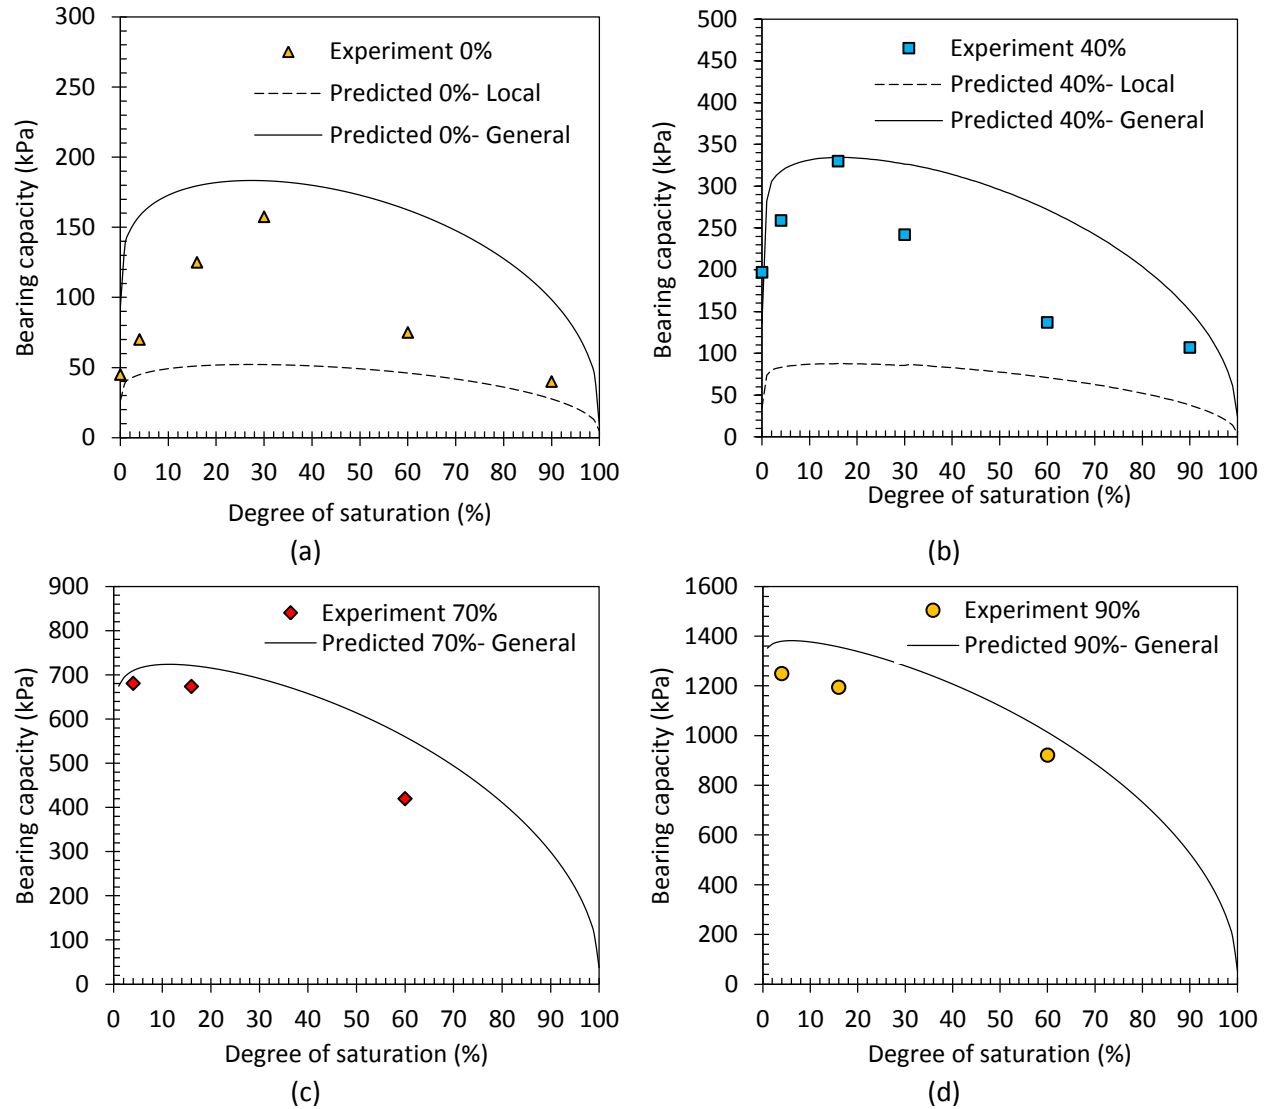 300
250
200
150
100
50
0
Bearing capacity (kPa)
Experiment 0%
Predicted 0%- Local
Predicted 0%- General
0 10 20 30 40 50 60 70 80 90 100
Degree of saturation (%)
(a)
500
450
400
350
300
250
200
150
100
50
0
Bearing capacity (kPa)
Experiment 40%
Predicted 40%- Local
Predicted 40%- General
0 10 20 30 40 50 60 70 80 90 100
Degree of saturation (%)
(b)
900
800
700
600
500
400
300
200
100
0
Bearing capacity (kPa)
Experiment 70%
Predicted 70%- General
0 10 20 30 40 50 60 70 80 90 100
Degree of saturation (%)
(c)
1600
1400
1200
1000
800
600
400
200
0
Bearing capacity (kPa)
Experiment 90%
Predicted 90%- General
0 10 20 30 40 50 60 70 80 90 100
Degree of saturation (%)
(d)